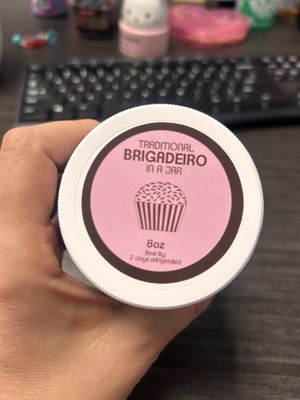 TRADITIONAL
BRIGADEIRO
IN A JAR
8oz
Best By:
2 days refrigerated